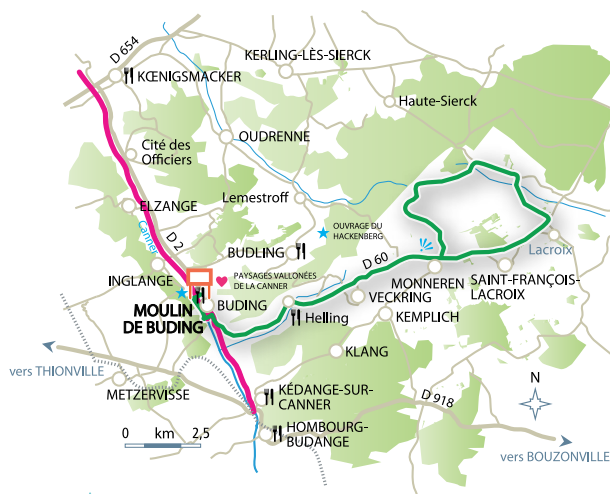 D 654
KŒNIGSMACKER
KERLING-LÈS-SIERCK
Haute-Sierck
Cité des
Officiers
OUDRENNE
ELZANGE
Lemestroff
Canner
D 2
OUVRAGE DU
HACKENBERG
BUDLING
D 60
Lacroix
INGLANGE
PAYSAGES VALLONÉES
DE LA CANNER
MONNEREN
SAINT-FRANÇOIS-
LACROIX
BUDING
VECKRING
MOULIN
DE BUDING
Helling
KEMPLICH
KLANG
vers THIONVILLE
METZERVISSE
KÉDANGE-SUR-
CANNER
D 918
N
0 km 2,5
HOMBOURG-
BUDANGE
vers BOUZONVILLE